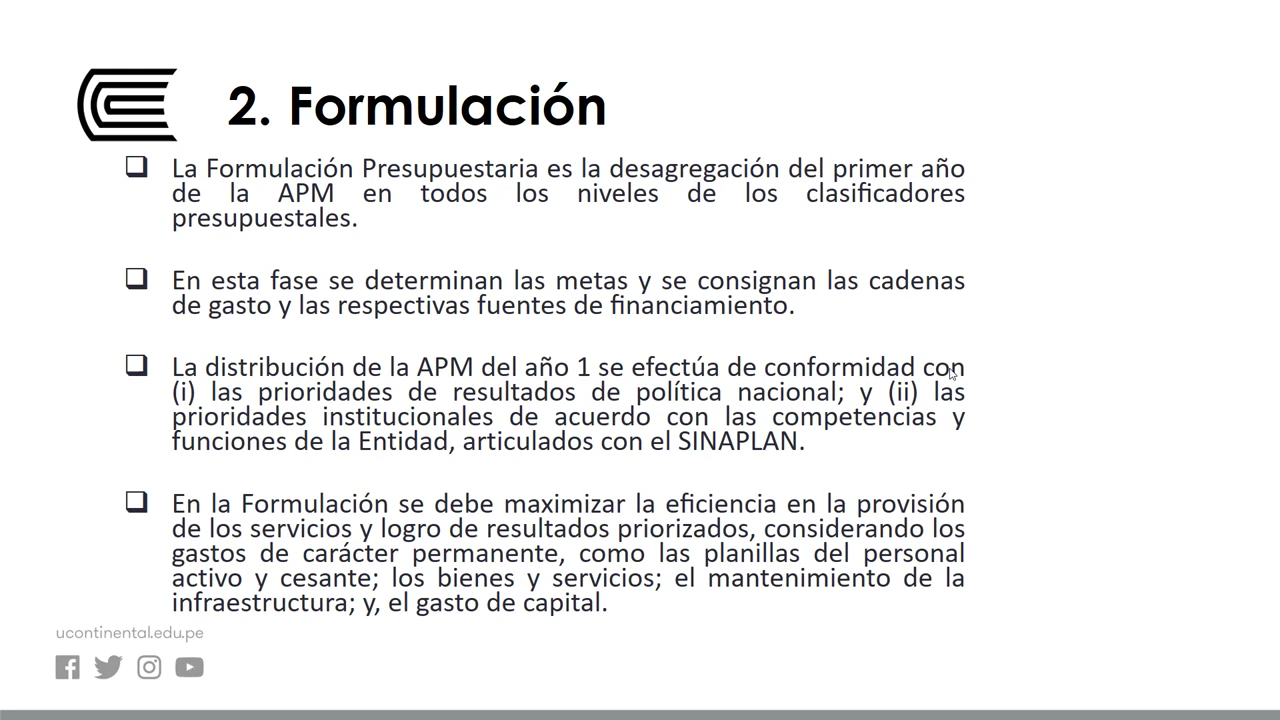 2. Formulación
La Formulación Presupuestaria es la desagregación del primer año
de la APM en todos los niveles de los clasificadores
presupuestales.
En esta fase se determinan las metas y se consignan las cadenas
de gasto y las respectivas fuentes de financiamiento.
La distribución de la APM del año 1 se efectúa de conformidad con
(i) las prioridades de resultados de política nacional; y (ii) las
prioridades institucionales de acuerdo con las competencias y
funciones de la Entidad, articulados con el SINAPLAN.
En la Formulación se debe maximizar la eficiencia en la provisión
de los servicios y logro de resultados priorizados, considerando los
gastos de carácter permanente, como las planillas del personal
activo y cesante; los bienes y servicios; el mantenimiento de la
infraestructura; y, el gasto de capital.
ucontinental.edu.pe